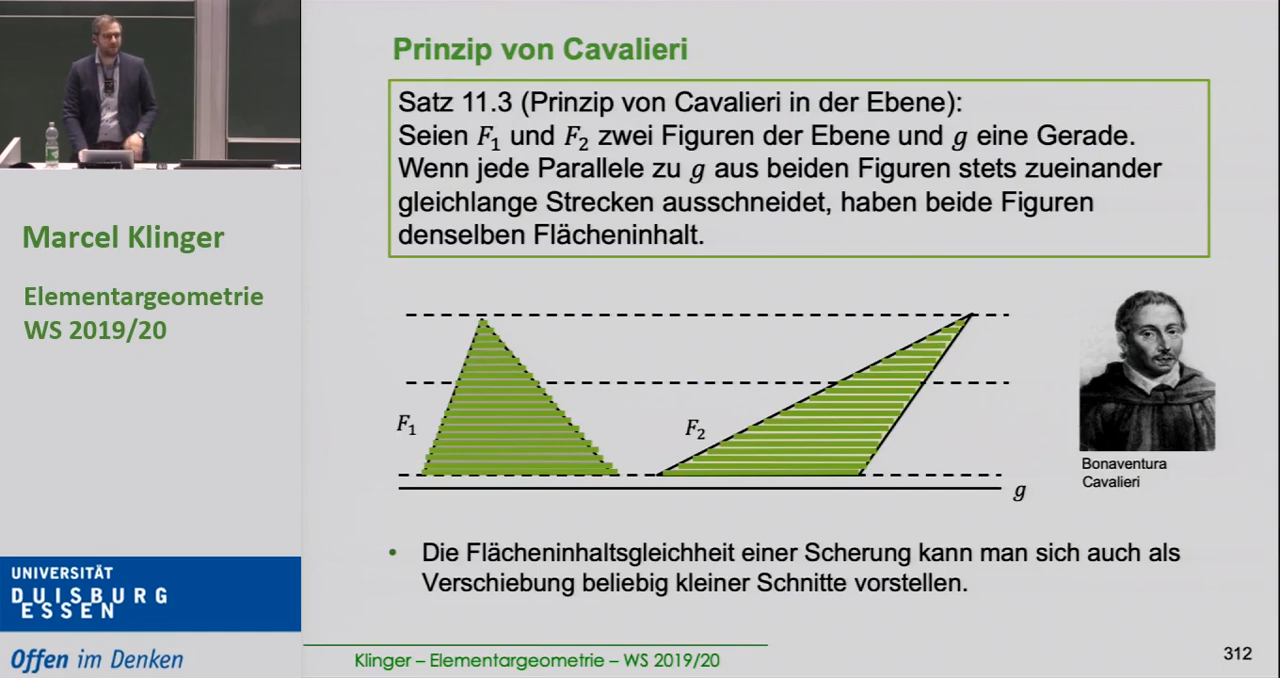 Prinzip von Cavalieri
Satz 11.3 (Prinzip von Cavalieri in der Ebene):
Seien F₁ und F₂ zwei Figuren der Ebene und g eine Gerade.
Wenn jede Parallele zu g aus beiden Figuren stets zueinander
gleichlange Strecken ausschneidet, haben beide Figuren
denselben Flächeninhalt.
Marcel Klinger
Elementargeometrie
WS 2019/20
F₁
F₂
g
Bonaventura
Cavalieri
• Die Flächeninhaltsgleichheit einer Scherung kann man sich auch als
Verschiebung beliebig kleiner Schnitte vorstellen.
UNIVERSITÄT
DUISBURG
ESSEN
Offen im Denken
Klinger – Elementargeometrie – WS 2019/20
312